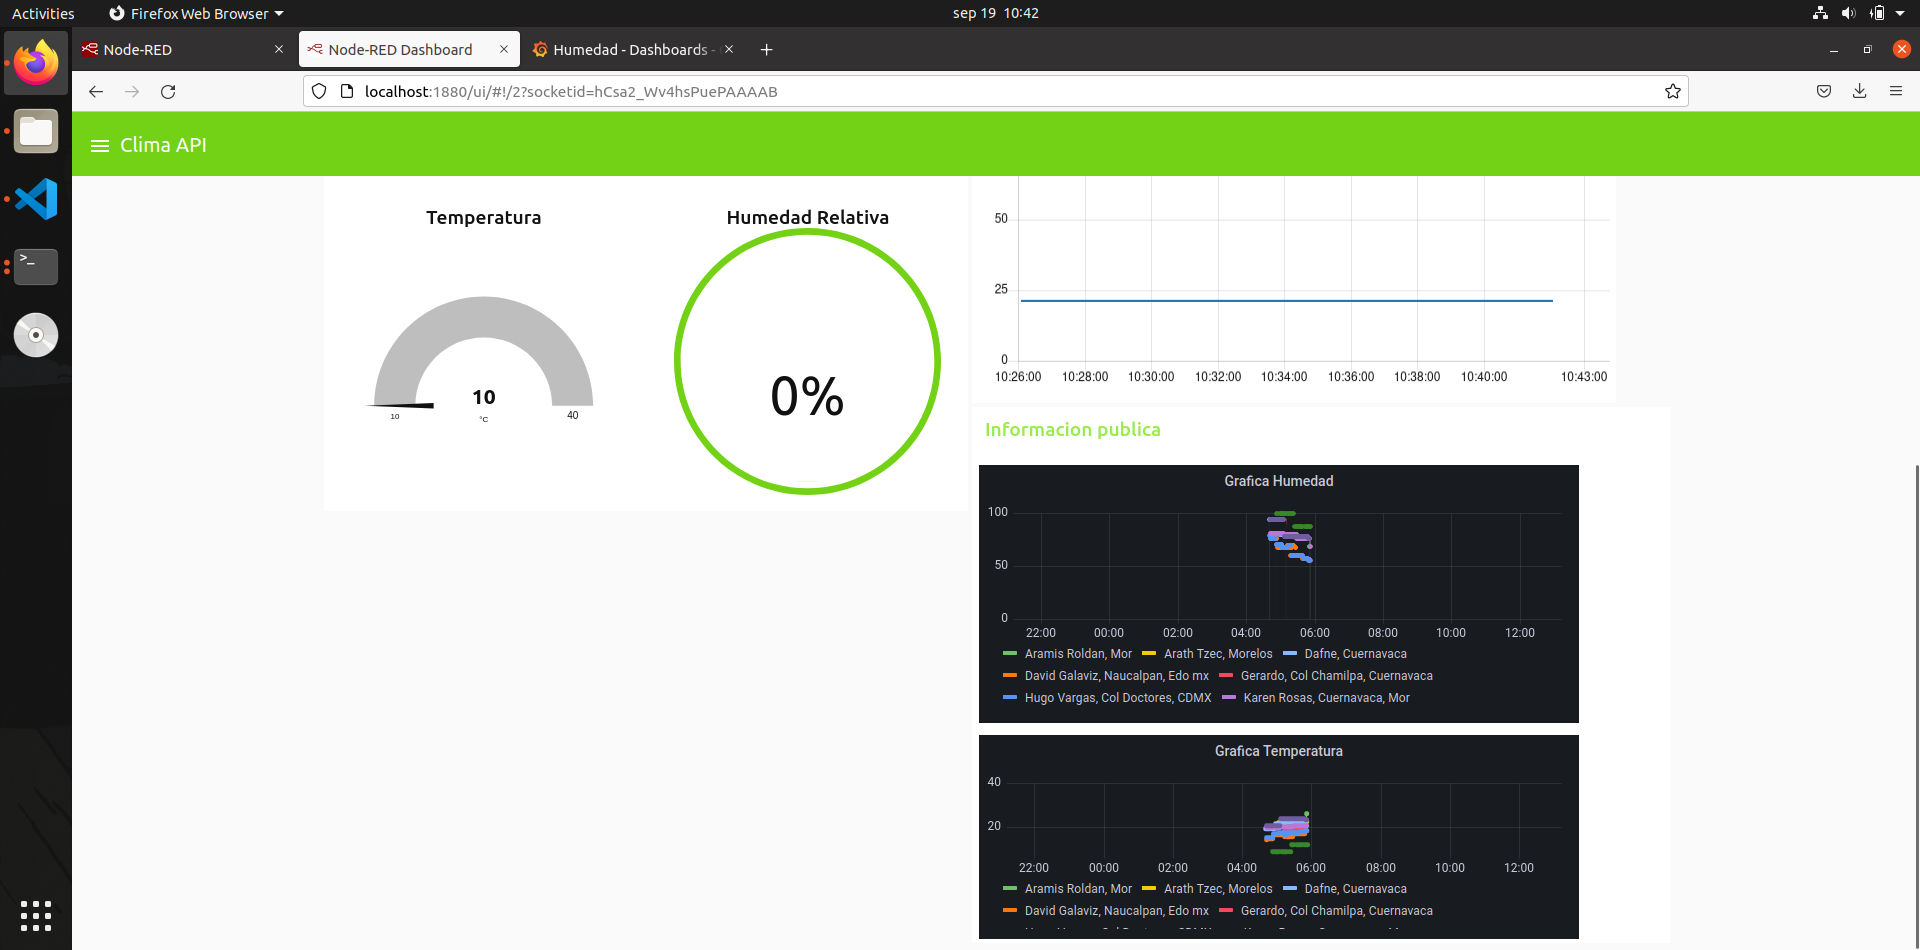 Activities
Firefox Web Browser
sep 19 10:42
Node-RED
Node-RED Dashboard
Humedad - Dashboards -
localhost:1880/ui/#!/2?socketid=hCsa2_Wv4hsPuePAAAAB
Clima API
Temperatura
10
°C
10
40
Humedad Relativa
0%
50
25
0
10:26:00 10:28:00 10:30:00 10:32:00 10:34:00 10:36:00 10:38:00 10:40:00 10:43:00
Informacion publica
Grafica Humedad
100
50
0
22:00 00:00 02:00 04:00 06:00 08:00 10:00 12:00
Aramis Roldan, Mor Arath Tzec, Morelos Dafne, Cuernavaca
David Galaviz, Naucalpan, Edo mx Gerardo, Col Chamilpa, Cuernavaca
Hugo Vargas, Col Doctores, CDMX Karen Rosas, Cuernavaca, Mor
Grafica Temperatura
40
20
22:00 00:00 02:00 04:00 06:00 08:00 10:00 12:00
Aramis Roldan, Mor Arath Tzec, Morelos Dafne, Cuernavaca
David Galaviz, Naucalpan, Edo mx Gerardo, Col Chamilpa, Cuernavaca